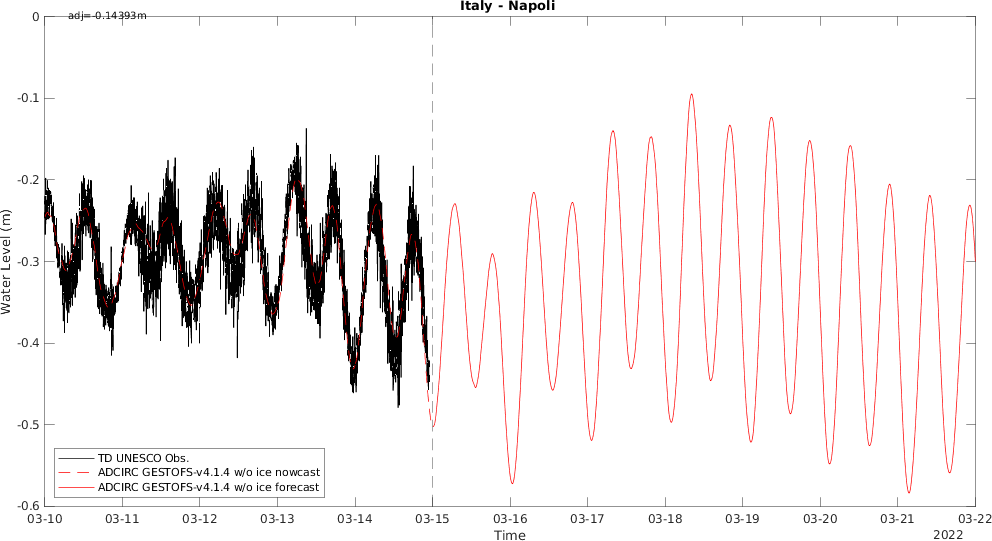 Italy - Napoli
adj=-0.14393m
0
-0.1
-0.2
-0.3
-0.4
-0.5
-0.6
Water Level (m)
TD UNESCO Obs.
ADCIRC GESTOFS-v4.1.4 w/o ice nowcast
ADCIRC GESTOFS-v4.1.4 w/o ice forecast
03-10 03-11 03-12 03-13 03-14 03-15 03-16 03-17 03-18 03-19 03-20 03-21 03-22
Time
2022